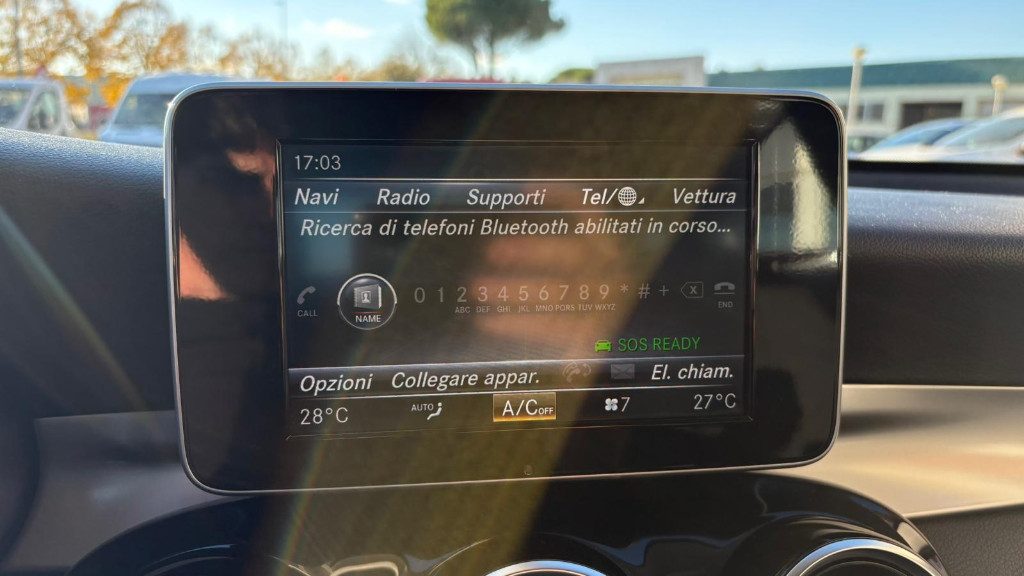 17:03
Navi Radio Supporti Tel/ Vettura
Ricerca di telefoni Bluetooth abilitati in corso...
CALL NAME 0 1 2 3 4 5 6 7 8 9 * # + X END
ABC DEF GHI JKL MNO PQRS TUV WXYZ
SOS READY
Opzioni Collegare appar. El. chiam.
28°C AUTO A/C OFF 7 27°C